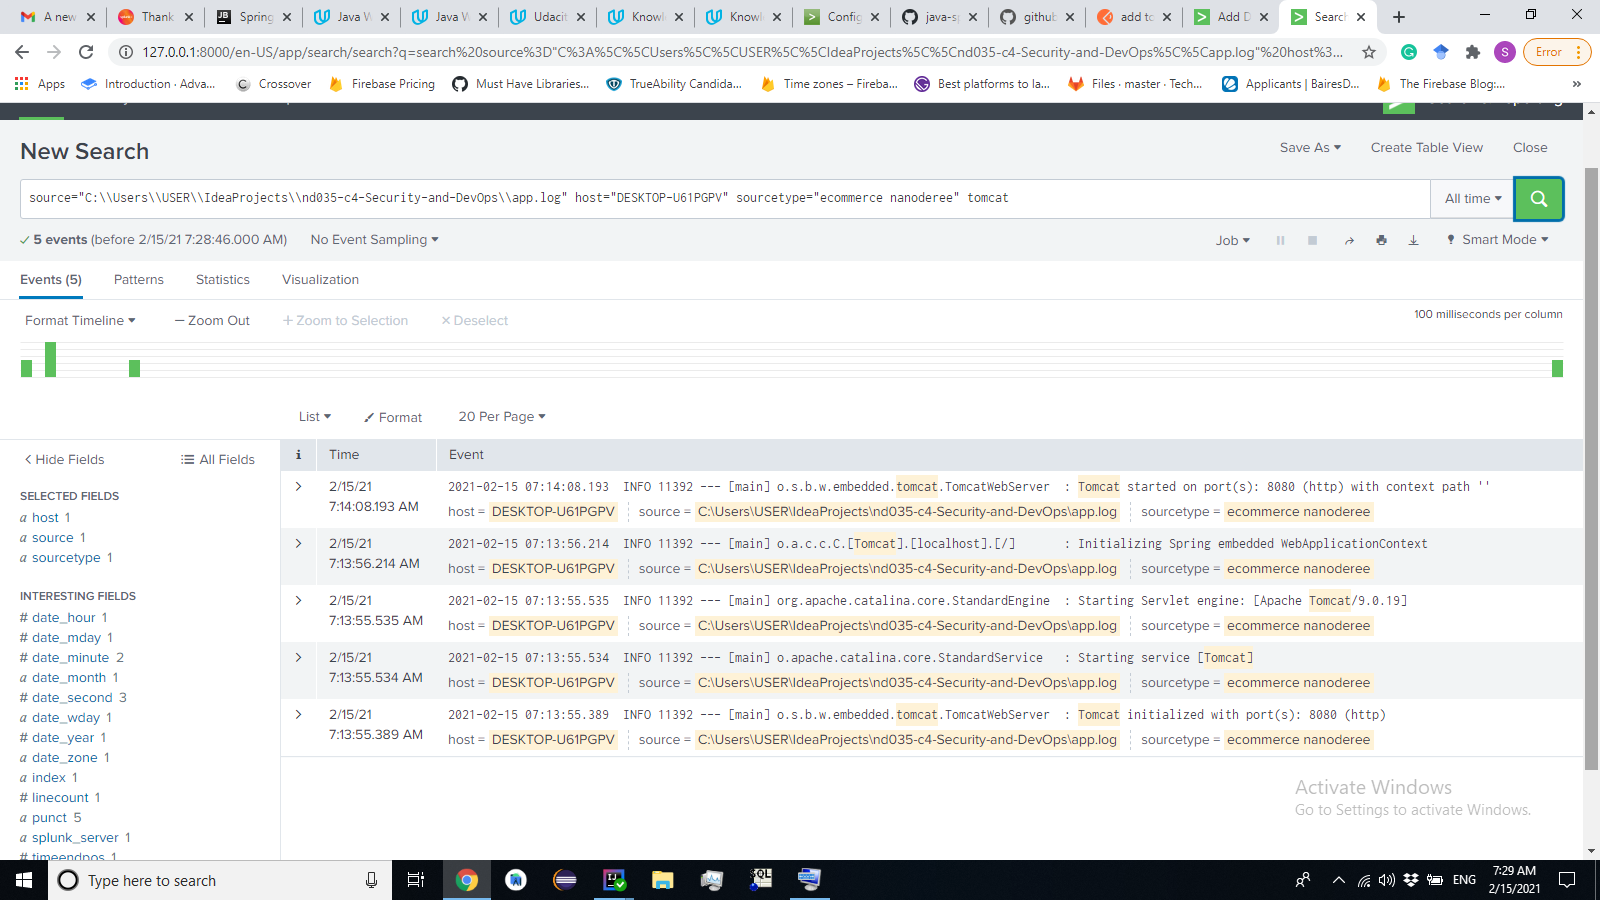 A new
Thank
Spring
Java W
Java W
Udacit
Knowl
Knowl
Config
java-sp
github
add to
Add D
Search
127.0.0.1:8000/en-US/app/search/search?q=search%20source%3D"C%3A%5C%5CUsers%5C%5CUSER%5C%5CIdeaProjects%5C%5Cnd035-c4-Security-and-DevOps%5C%5Capp.log"%20host%3...
S
Error
Apps
Introduction · Adva...
Crossover
Firebase Pricing
Must Have Libraries...
TrueAbility Candida...
Time zones – Fireba...
Best platforms to la...
Files · master · Tech...
Applicants | BairesD...
The Firebase Blog:...
New Search
Save As
Create Table View
Close
source="C:\\Users\\USER\\IdeaProjects\\nd035-c4-Security-and-DevOps\\app.log" host="DESKTOP-U61PGPV" sourcetype="ecommerce nanoderee" tomcat
All time
✓ 5 events (before 2/15/21 7:28:46.000 AM)
No Event Sampling
Job
Smart Mode
Events (5)
Patterns
Statistics
Visualization
Format Timeline
— Zoom Out
+ Zoom to Selection
× Deselect
100 milliseconds per column
List
Format
20 Per Page
< Hide Fields
All Fields
SELECTED FIELDS
a host 1
a source 1
a sourcetype 1
INTERESTING FIELDS
# date_hour 1
# date_mday 1
# date_minute 2
a date_month 1
# date_second 3
a date_wday 1
# date_year 1
a date_zone 1
a index 1
# linecount 1
a punct 5
a splunk_server 1
# timeendpos 1
i
Time
Event
2/15/21
7:14:08.193 AM
2021-02-15 07:14:08.193  INFO 11392 --- [main] o.s.b.w.embedded.tomcat.TomcatWebServer  : Tomcat started on port(s): 8080 (http) with context path ''
host = DESKTOP-U61PGPV
source = C:\Users\USER\IdeaProjects\nd035-c4-Security-and-DevOps\app.log
sourcetype = ecommerce nanoderee
2/15/21
7:13:56.214 AM
2021-02-15 07:13:56.214  INFO 11392 --- [main] o.a.c.c.C.[Tomcat].[localhost].[/]       : Initializing Spring embedded WebApplicationContext
host = DESKTOP-U61PGPV
source = C:\Users\USER\IdeaProjects\nd035-c4-Security-and-DevOps\app.log
sourcetype = ecommerce nanoderee
2/15/21
7:13:55.535 AM
2021-02-15 07:13:55.535  INFO 11392 --- [main] org.apache.catalina.core.StandardEngine  : Starting Servlet engine: [Apache Tomcat/9.0.19]
host = DESKTOP-U61PGPV
source = C:\Users\USER\IdeaProjects\nd035-c4-Security-and-DevOps\app.log
sourcetype = ecommerce nanoderee
2/15/21
7:13:55.534 AM
2021-02-15 07:13:55.534  INFO 11392 --- [main] o.apache.catalina.core.StandardService   : Starting service [Tomcat]
host = DESKTOP-U61PGPV
source = C:\Users\USER\IdeaProjects\nd035-c4-Security-and-DevOps\app.log
sourcetype = ecommerce nanoderee
2/15/21
7:13:55.389 AM
2021-02-15 07:13:55.389  INFO 11392 --- [main] o.s.b.w.embedded.tomcat.TomcatWebServer  : Tomcat initialized with port(s): 8080 (http)
host = DESKTOP-U61PGPV
source = C:\Users\USER\IdeaProjects\nd035-c4-Security-and-DevOps\app.log
sourcetype = ecommerce nanoderee
Activate Windows
Go to Settings to activate Windows.
Type here to search
ENG
7:29 AM
2/15/2021